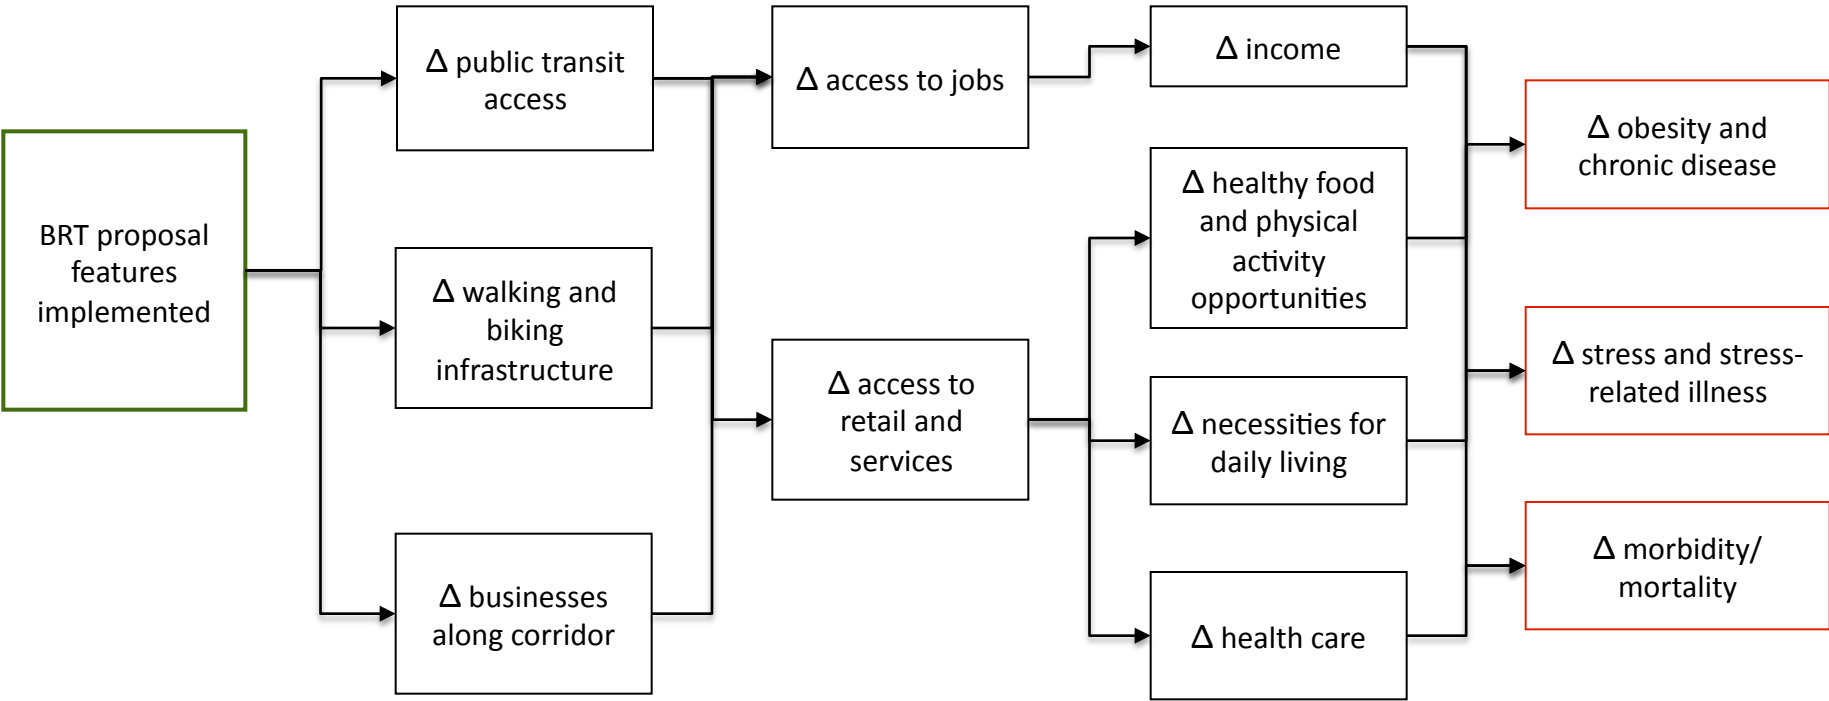 BRT proposal
features
implemented
Δ public transit
access
Δ walking and
biking
infrastructure
Δ businesses
along corridor
Δ access to jobs
Δ access to
retail and
services
Δ income
Δ healthy food
and physical
activity
opportunities
Δ necessities for
daily living
Δ health care
Δ obesity and
chronic disease
Δ stress and stress-
related illness
Δ morbidity/
mortality